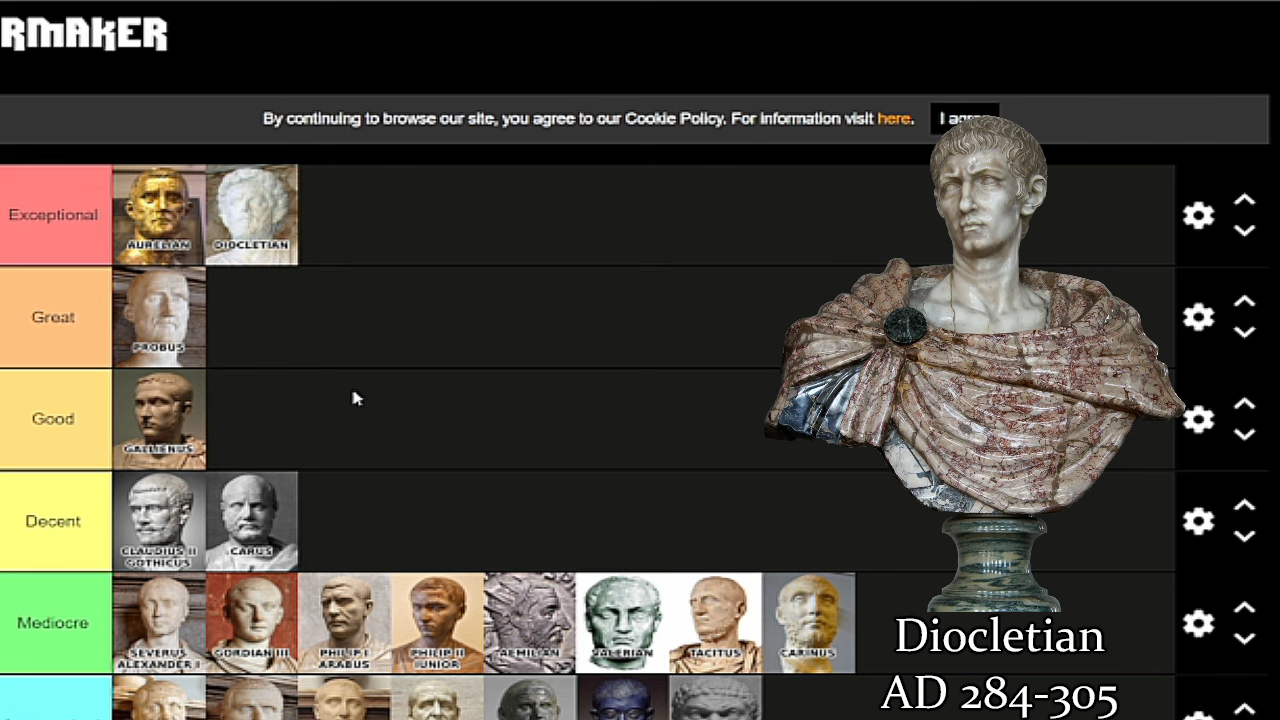 RMAKER
By continuing to browse our site, you agree to our Cookie Policy. For information visit here. I agree
Exceptional
AURELIAN
DIOCLETIAN
Great
PROBUS
Good
GALLIENUS
Decent
CLAUDIUS II
GOTHICUS
CARUS
Mediocre
SEVERUS
ALEXANDER I
GORDIAN III
PHILIP I
ARABUS
PHILIP II
IUNIOR
AEMILIAN
VALERIAN
TACITUS
CARINUS
Diocletian
AD 284-305